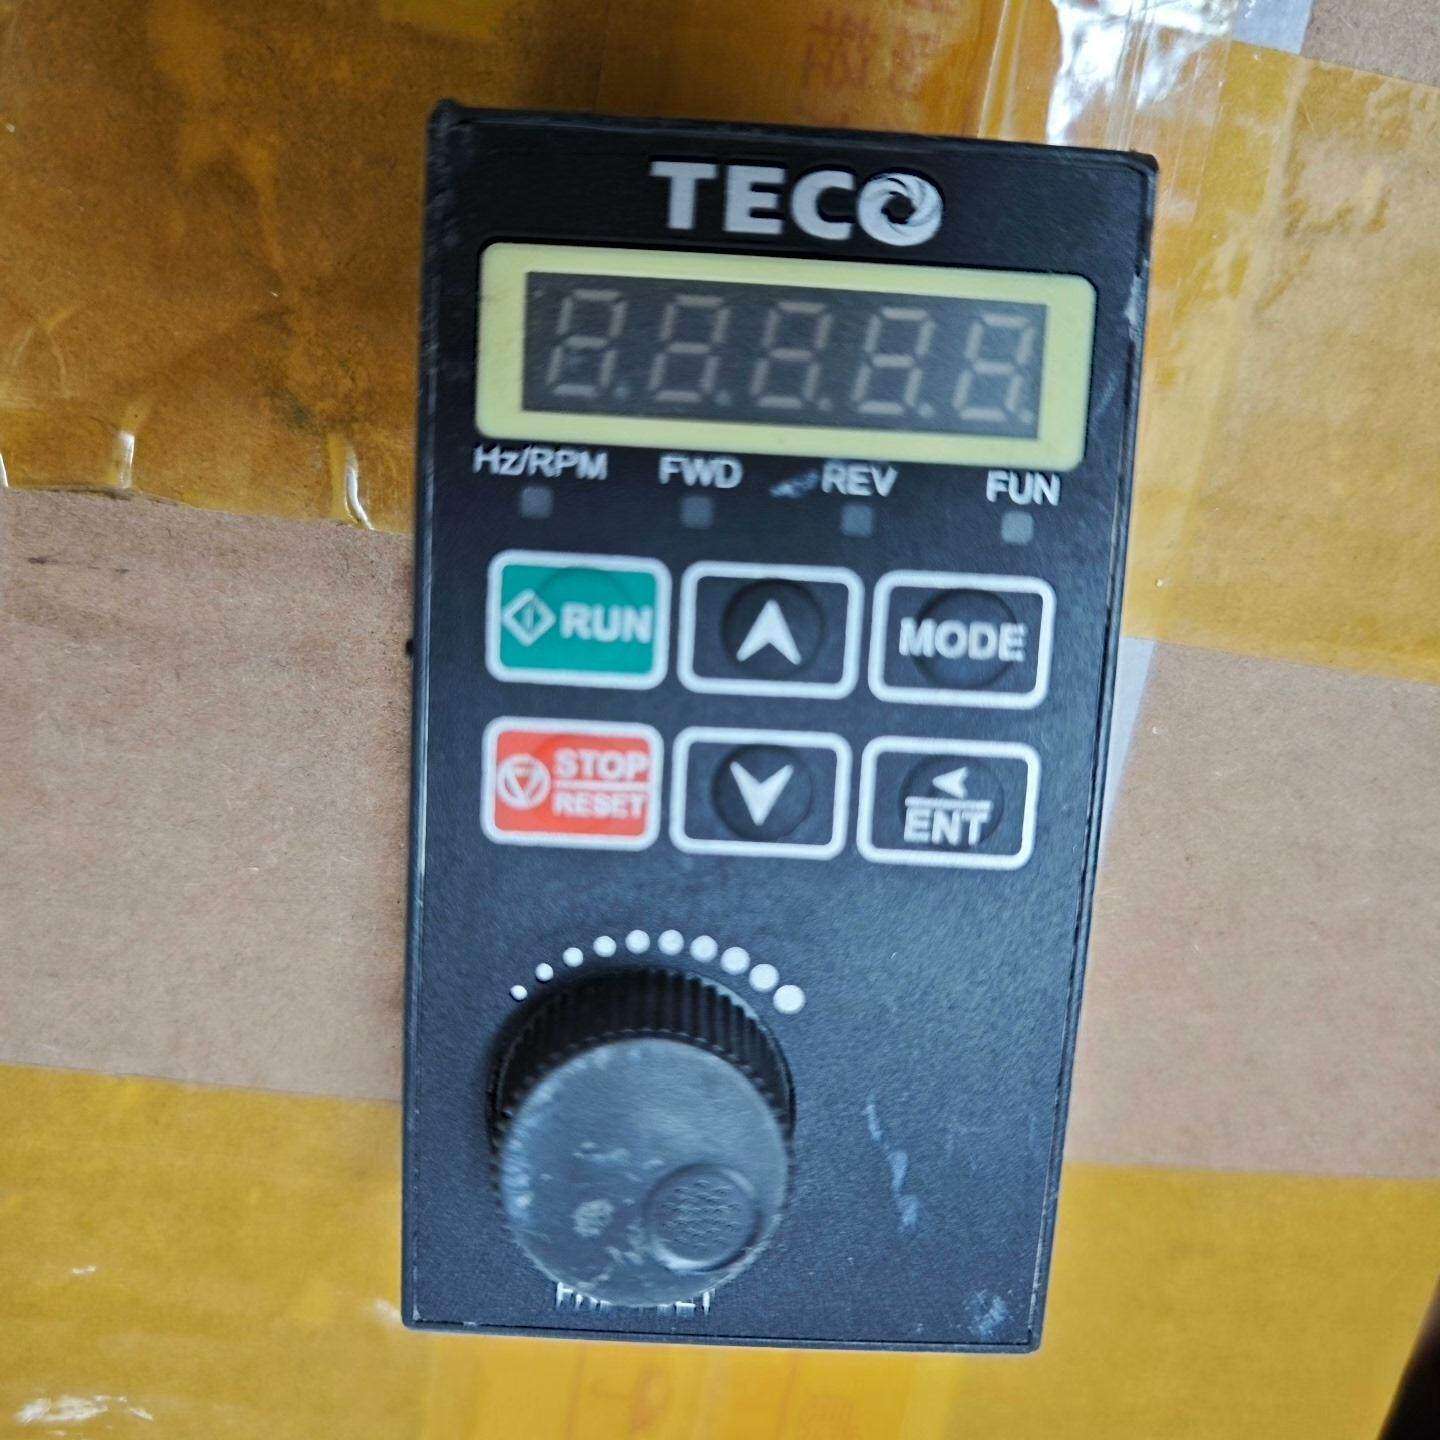 TECO
Hz/RPM FWD REV FUN
RUN MODE
STOP
RESET
ENT